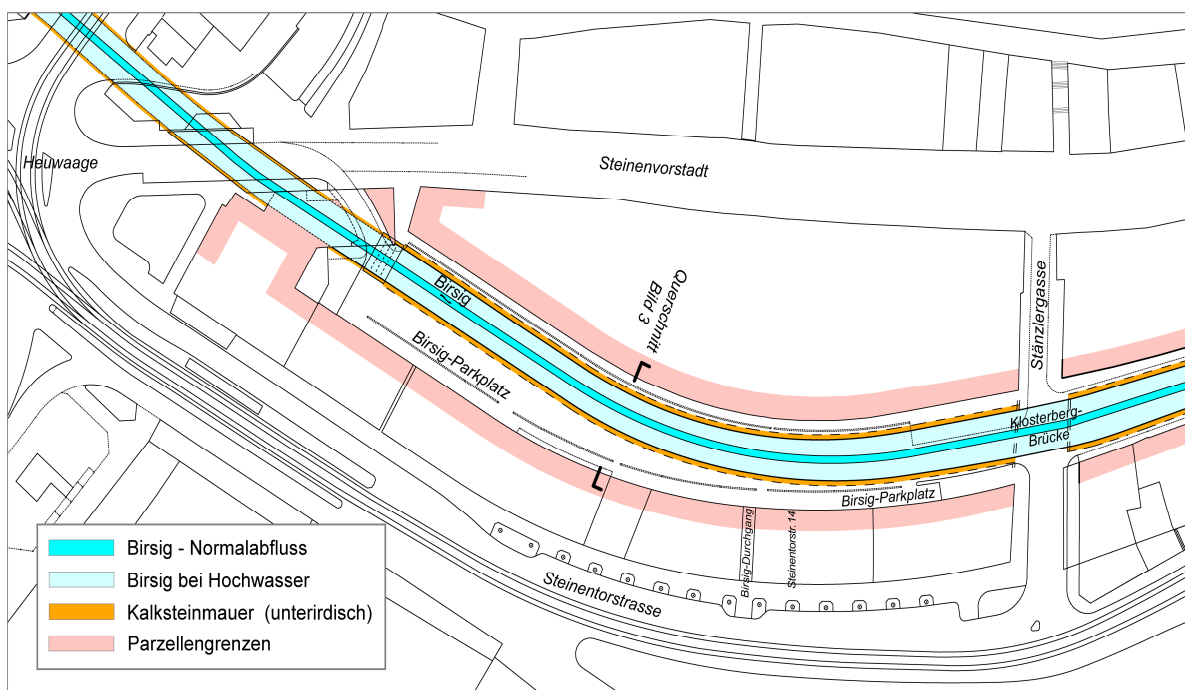 Heuwaage
Steinenvorstadt
Birsig
Querschnitt
Bild 3
Stänzlergasse
Birsig-Parkplatz
Klosterberg-
Brücke
Birsig-Parkplatz
Birsig-Durchgang
Steinentorstr. 14
Steinentorstrasse
Birsig - Normalabfluss
Birsig bei Hochwasser
Kalksteinmauer (unterirdisch)
Parzellengrenzen